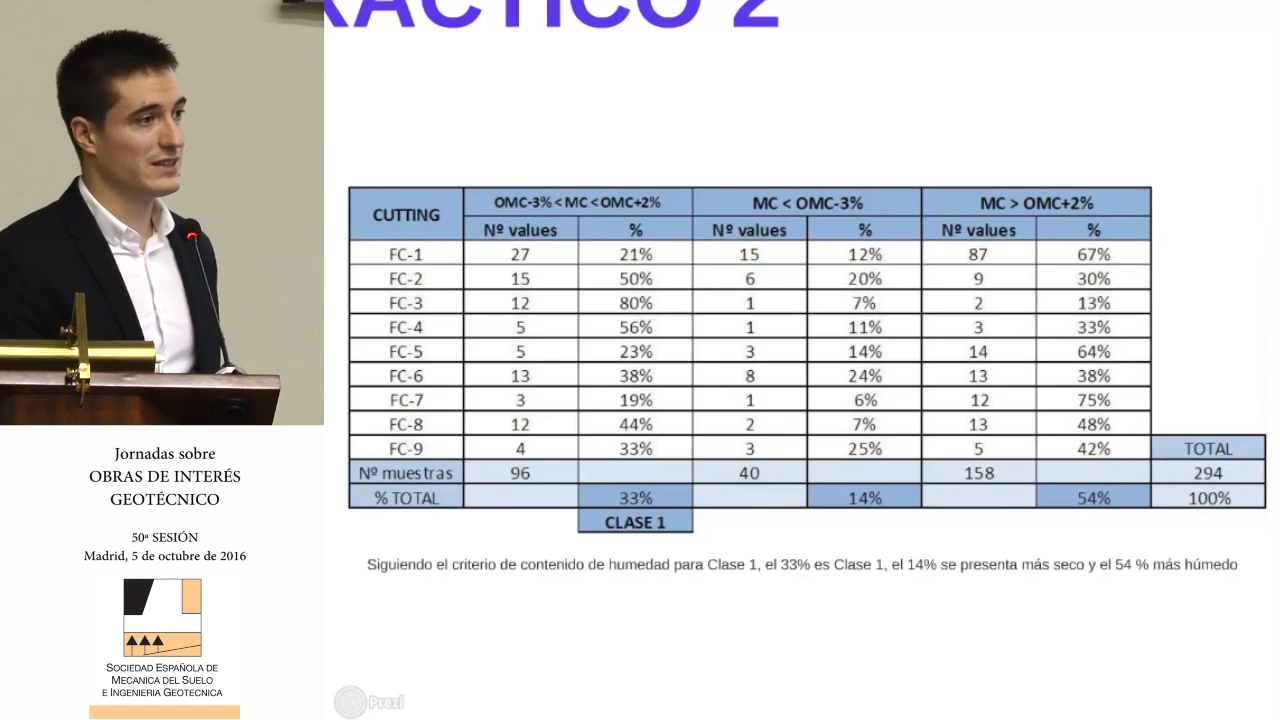 RÁCTICO 2
CUTTING OMC-3% < MC < OMC+2% MC < OMC-3% MC > OMC+2%
Nº values % Nº values % Nº values %
FC-1 27 21% 15 12% 87 67%
FC-2 15 50% 6 20% 9 30%
FC-3 12 80% 1 7% 2 13%
FC-4 5 56% 1 11% 3 33%
FC-5 5 23% 3 14% 14 64%
FC-6 13 38% 8 24% 13 38%
FC-7 3 19% 1 6% 12 75%
FC-8 12 44% 2 7% 13 48%
FC-9 4 33% 3 25% 5 42% TOTAL
Nº muestras 96 40 158 294
% TOTAL 33% 14% 54% 100%
CLASE 1
Siguiendo el criterio de contenido de humedad para Clase 1, el 33% es Clase 1, el 14% se presenta más seco y el 54 % más húmedo
Jornadas sobre
OBRAS DE INTERÉS
GEOTÉCNICO
50ª SESIÓN
Madrid, 5 de octubre de 2016
SOCIEDAD ESPAÑOLA DE
MECANICA DEL SUELO
E INGENIERIA GEOTECNICA
Prezi